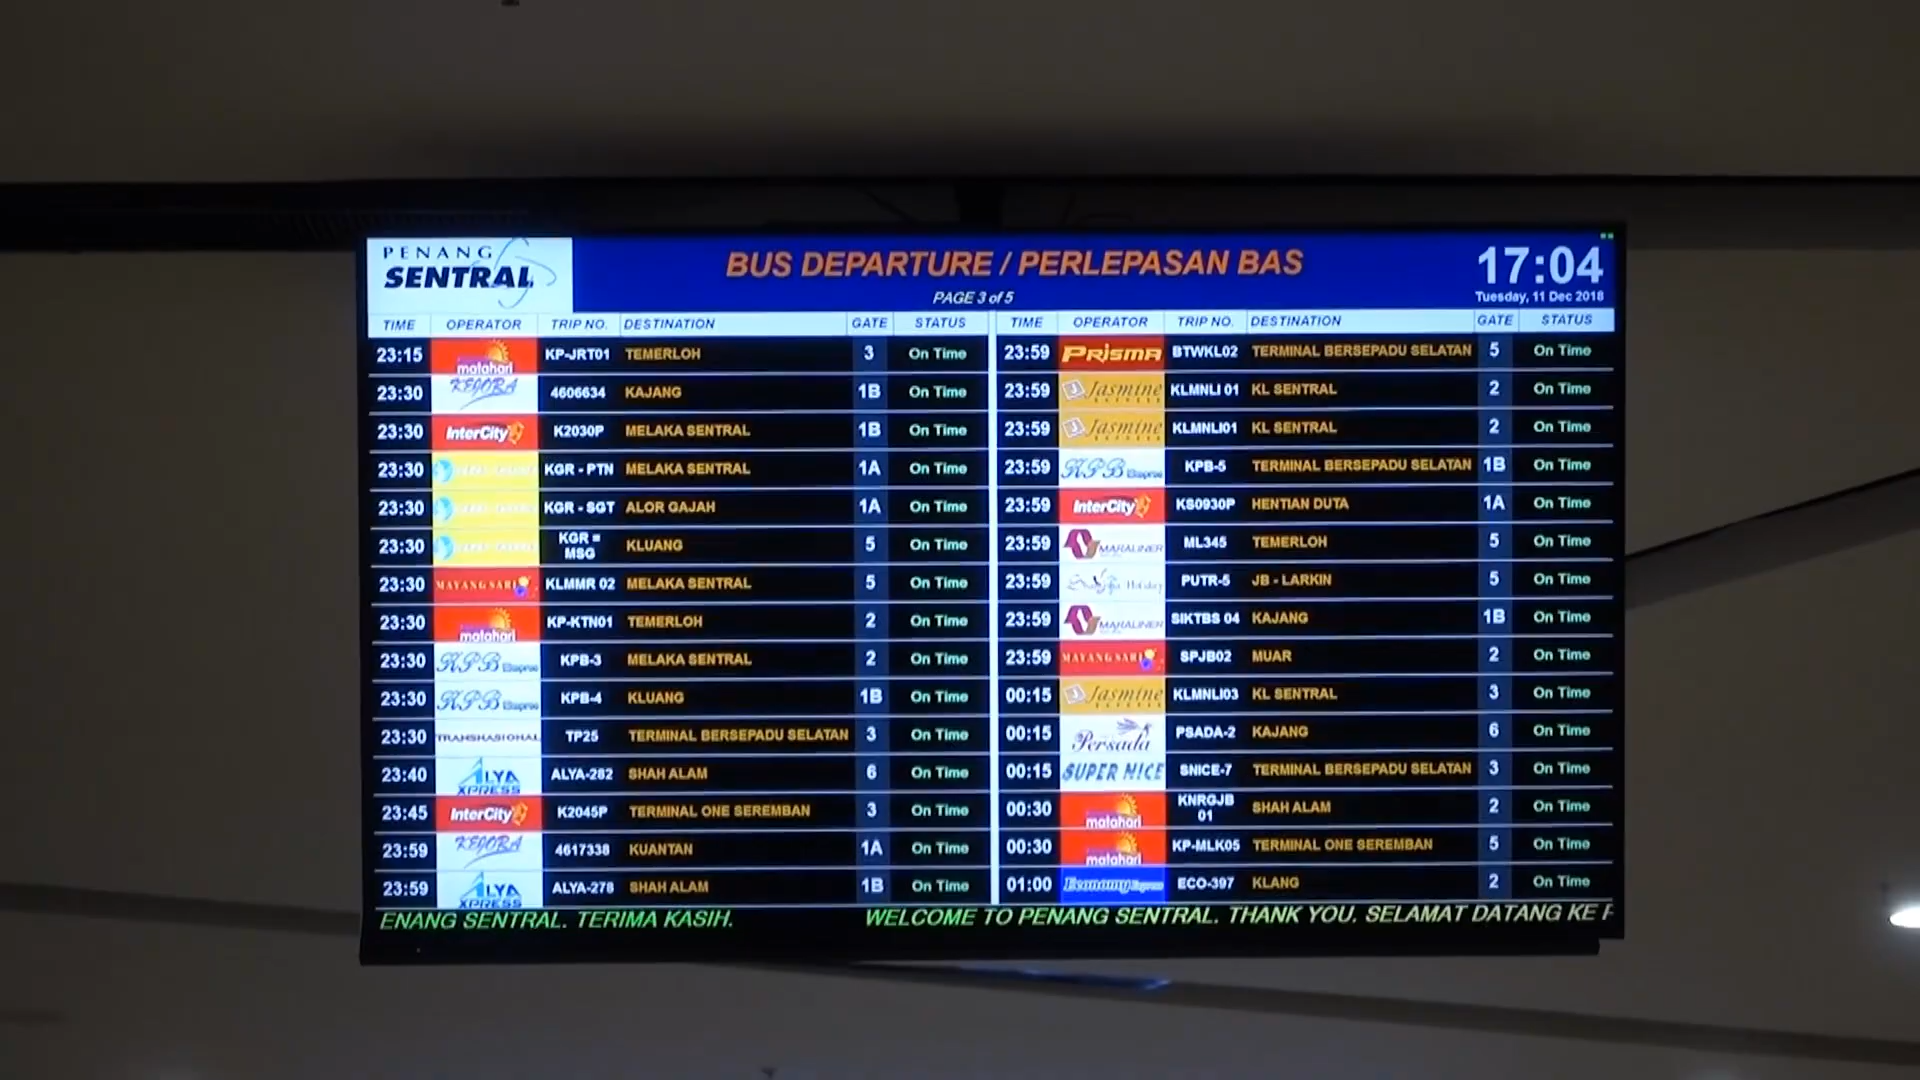 PENANG
SENTRAL
BUS DEPARTURE / PERLEPASAN BAS
PAGE 3 of 5
17:04
Tuesday, 11 Dec 2018
TIME OPERATOR TRIP NO. DESTINATION GATE STATUS
23:15 matahari KP-JRT01 TEMERLOH 3 On Time
23:30 KEJORA 4606634 KAJANG 1B On Time
23:30 InterCity K2030P MELAKA SENTRAL 1B On Time
23:30 KGR - PTN MELAKA SENTRAL 1A On Time
23:30 KGR - SGT ALOR GAJAH 1A On Time
23:30 KGR = MSG KLUANG 5 On Time
23:30 MAYANG SARI KLMMR 02 MELAKA SENTRAL 5 On Time
23:30 matahari KP-KTN01 TEMERLOH 2 On Time
23:30 KPB Express KPB-3 MELAKA SENTRAL 2 On Time
23:30 KPB Express KPB-4 KLUANG 1B On Time
23:30 TRANSNASIONAL TP25 TERMINAL BERSEPADU SELATAN 3 On Time
23:40 ALYA XPRESS ALYA-282 SHAH ALAM 6 On Time
23:45 InterCity K2045P TERMINAL ONE SEREMBAN 3 On Time
23:59 KEJORA 4617338 KUANTAN 1A On Time
23:59 ALYA XPRESS ALYA-278 SHAH ALAM 1B On Time
TIME OPERATOR TRIP NO. DESTINATION GATE STATUS
23:59 PRISMA BTWKL02 TERMINAL BERSEPADU SELATAN 5 On Time
23:59 Jasmine EXPRESS KLMNLI 01 KL SENTRAL 2 On Time
23:59 Jasmine EXPRESS KLMNLI01 KL SENTRAL 2 On Time
23:59 KPB Express KPB-5 TERMINAL BERSEPADU SELATAN 1B On Time
23:59 InterCity KS0930P HENTIAN DUTA 1A On Time
23:59 MARALINER ML345 TEMERLOH 5 On Time
23:59 Holiday PUTR-5 JB - LARKIN 5 On Time
23:59 MARALINER SIKTBS 04 KAJANG 1B On Time
23:59 MAYANG SARI SPJB02 MUAR 2 On Time
00:15 Jasmine EXPRESS KLMNLI03 KL SENTRAL 3 On Time
00:15 Persada PSADA-2 KAJANG 6 On Time
00:15 SUPER NICE SNICE-7 TERMINAL BERSEPADU SELATAN 3 On Time
00:30 matahari KNRGJB 01 SHAH ALAM 2 On Time
00:30 matahari KP-MLK05 TERMINAL ONE SEREMBAN 5 On Time
01:00 Economy Express ECO-397 KLANG 2 On Time
ENANG SENTRAL. TERIMA KASIH. WELCOME TO PENANG SENTRAL. THANK YOU. SELAMAT DATANG KE